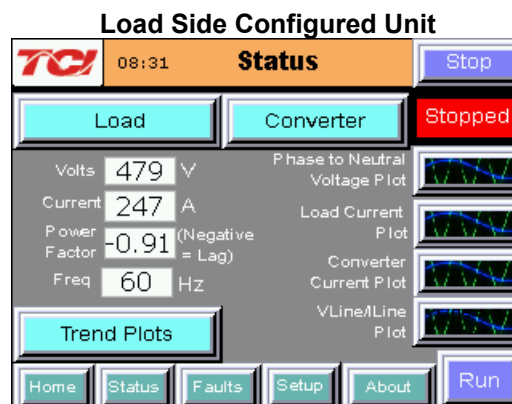 Load Side Configured Unit
TCI 08:31 Status Stop
Load Converter Stopped
Volts 479 V
Phase to Neutral
Voltage Plot
Current 247 A
Load Current
Plot
Power
Factor -0.91 (Negative
= Lag)
Converter
Current Plot
Freq 60 Hz
VLine/ILine
Plot
Trend Plots
Home Status Faults Setup About Run